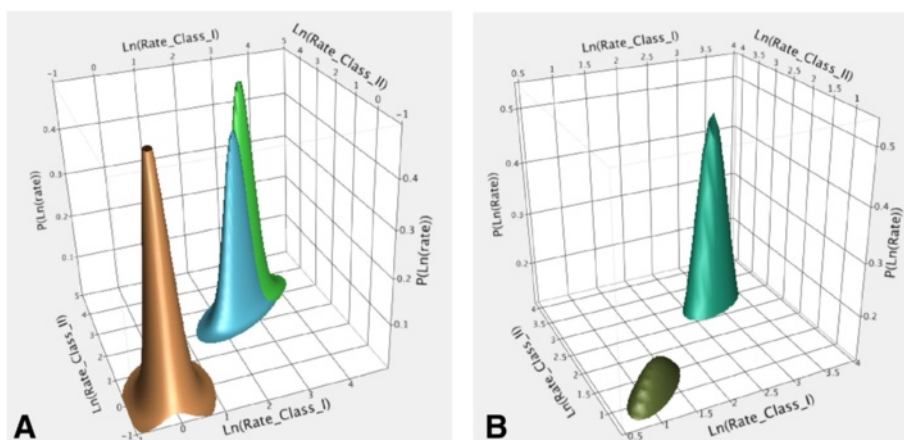 Ln(Rate_Class_I)
Ln(Rate_Class_II)
-1 0 1 2 3 4 5
4 3 2 1 0 -1
P(Ln(rate))
0.4
0.3
0.2
0.1
P(Ln(rate))
0.4
0.3
0.2
0.1
Ln(Rate_Class_II)
5
4
3
2
1
0
-1
Ln(Rate_Class_I)
-1 0 1 2 3 4
A
Ln(Rate_Class_I)
Ln(Rate_Class_II)
0.5 1 1.5 2 2.5 3 3.5 4
4 3.5 3 2.5 2 1.5 1
P(Ln(Rate))
0.5
0.4
0.3
0.2
P(Ln(Rate))
0.5
0.4
0.3
0.2
Ln(Rate_Class_II)
3.5
3
2.5
2
1.5
1
Ln(Rate_Class_I)
0.5 1 1.5 2 2.5 3 3.5 4
B